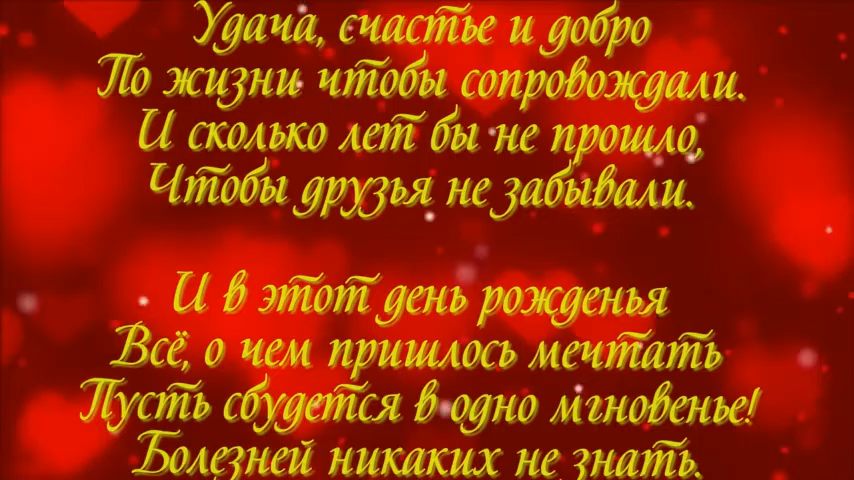 Удача, счастье и добро
По жизни чтобы сопровождали.
И сколько лет бы не прошло,
Чтобы друзья не забывали.
И в этот день рожденья
Всё, о чем пришлось мечтать
Пусть сбудется в одно мгновенье!
Болезней никаких не знать.